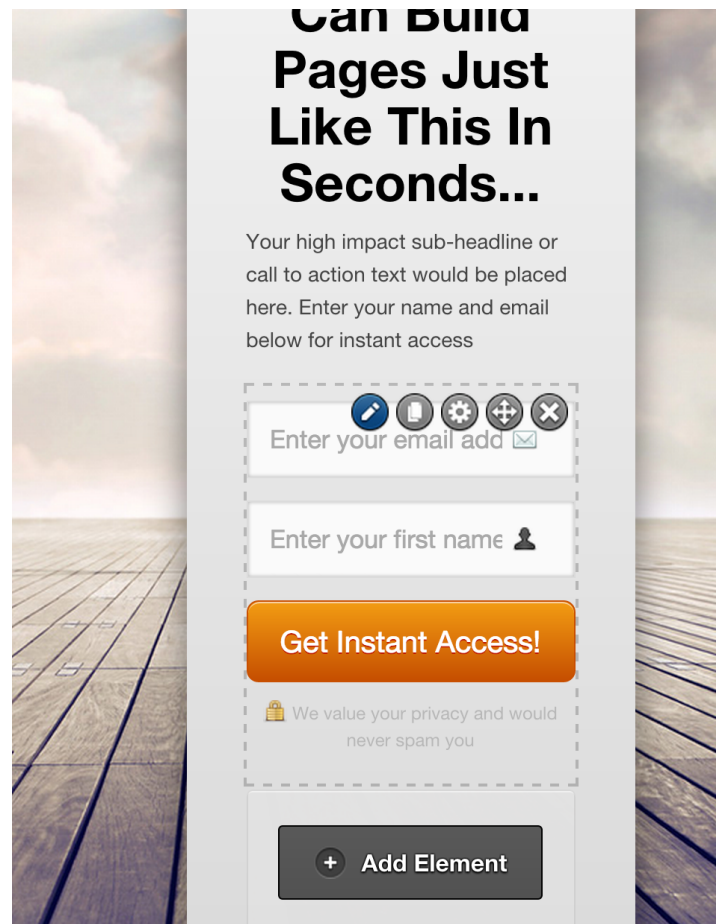 Can Build
Pages Just
Like This In
Seconds...
Your high impact sub-headline or
call to action text would be placed
here. Enter your name and email
below for instant access
Enter your email add
Enter your first name
Get Instant Access!
We value your privacy and would
never spam you
+ Add Element